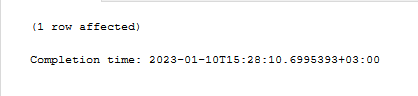 (1 row affected)
Completion time: 2023-01-10T15:28:10.6995393+03:00